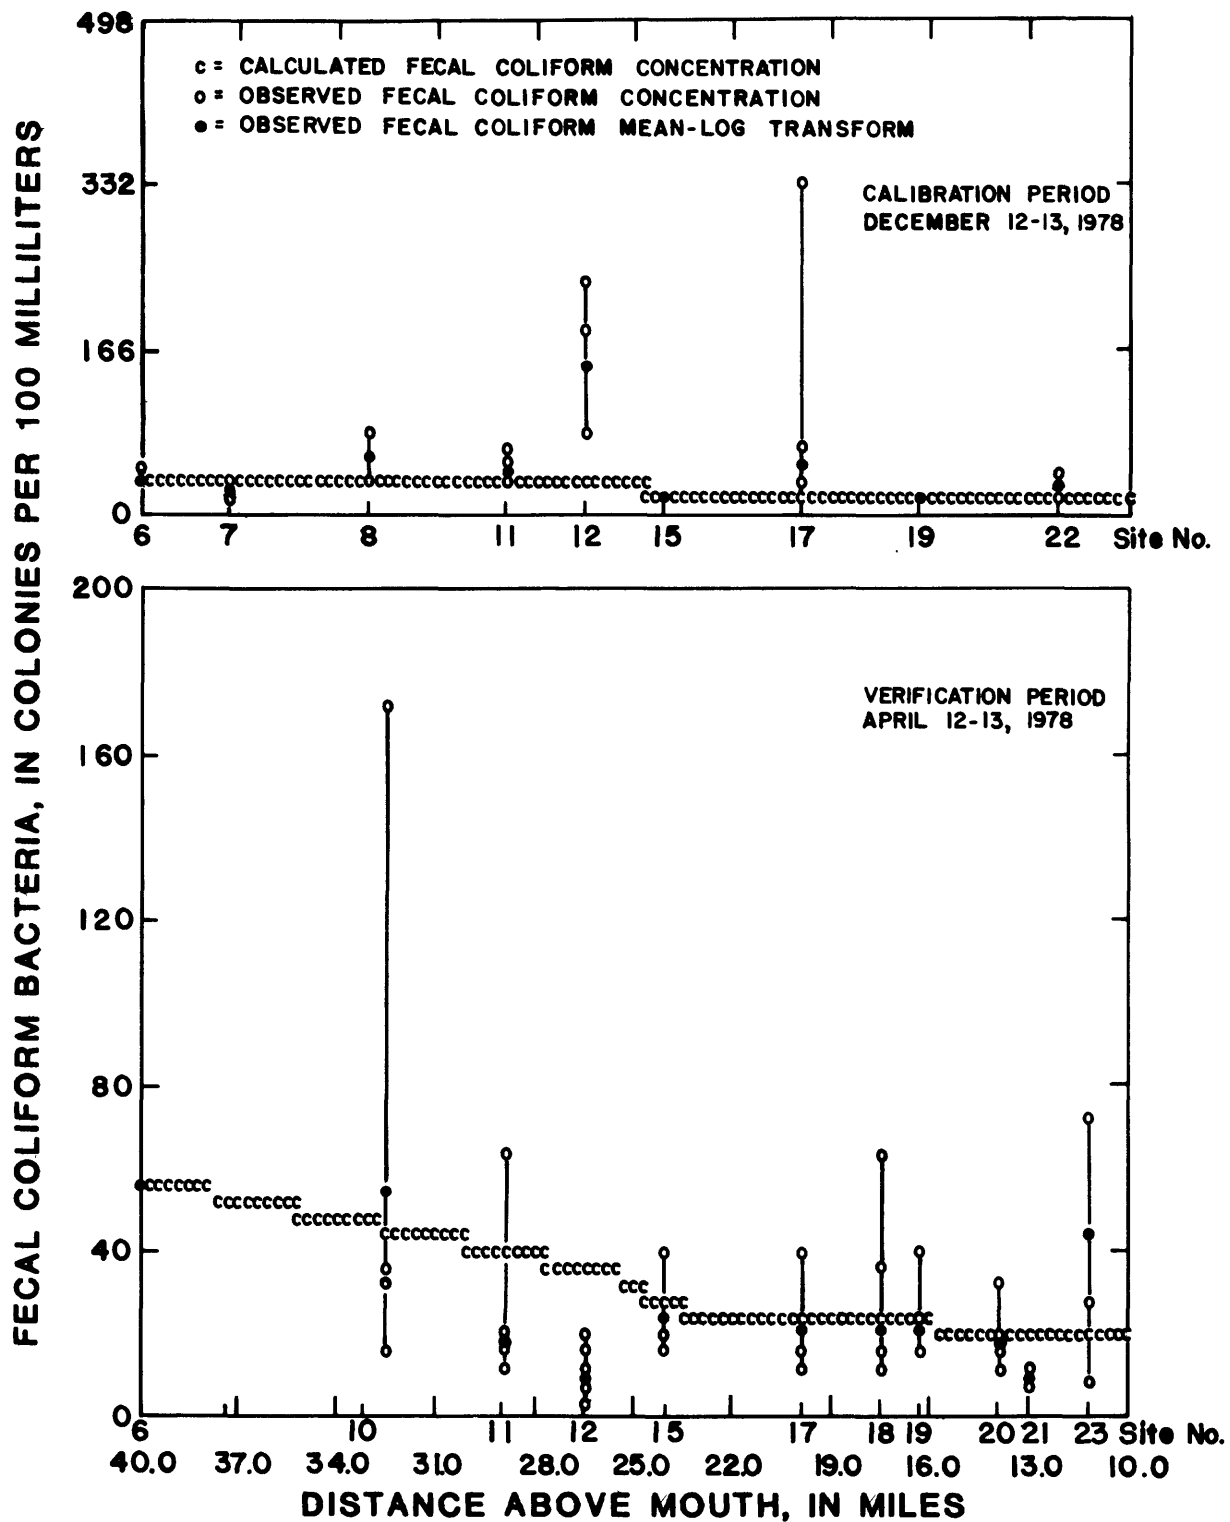 FECAL COLIFORM BACTERIA, IN COLONIES PER 100 MILLILITERS
498
c = CALCULATED FECAL COLIFORM CONCENTRATION
o = OBSERVED FECAL COLIFORM CONCENTRATION
● = OBSERVED FECAL COLIFORM MEAN-LOG TRANSFORM
332
CALIBRATION PERIOD
DECEMBER 12-13, 1978
166
0
6 7 8 11 12 15 17 19 22 Site No.
200
VERIFICATION PERIOD
APRIL 12-13, 1978
160
120
80
40
0
6 10 11 12 15 17 18 19 20 21 23 Site No.
40.0 37.0 34.0 31.0 28.0 25.0 22.0 19.0 16.0 13.0 10.0
DISTANCE ABOVE MOUTH, IN MILES